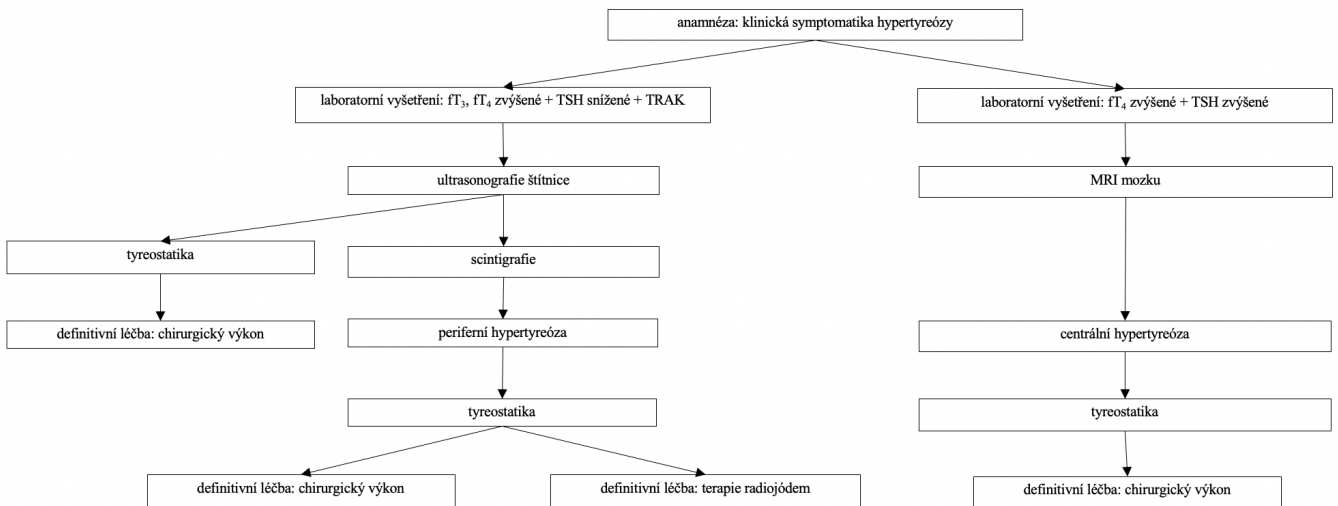 anamnéza: klinická symptomatika hypertyreózy
laboratorní vyšetření: fT₃, fT₄ zvýšené + TSH snížené + TRAK
laboratorní vyšetření: fT₄ zvýšené + TSH zvýšené
ultrasonografie štítnice
MRI mozku
tyreostatika
scintigrafie
definitivní léčba: chirurgický výkon
periferní hypertyreóza
centrální hypertyreóza
tyreostatika
tyreostatika
definitivní léčba: chirurgický výkon
definitivní léčba: terapie radiojódem
definitivní léčba: chirurgický výkon